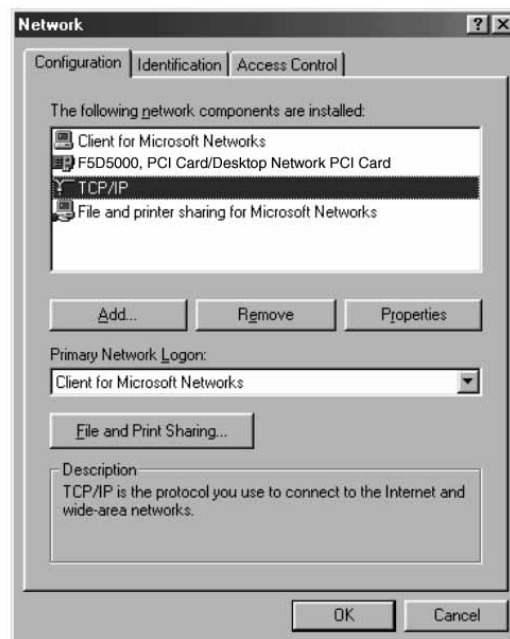 Network
Configuration Identification Access Control
The following network components are installed:
Client for Microsoft Networks
F5D5000, PCI Card/Desktop Network PCI Card
TCP/IP
File and printer sharing for Microsoft Networks
Add... Remove Properties
Primary Network Logon:
Client for Microsoft Networks
File and Print Sharing...
Description
TCP/IP is the protocol you use to connect to the Internet and
wide-area networks.
OK Cancel